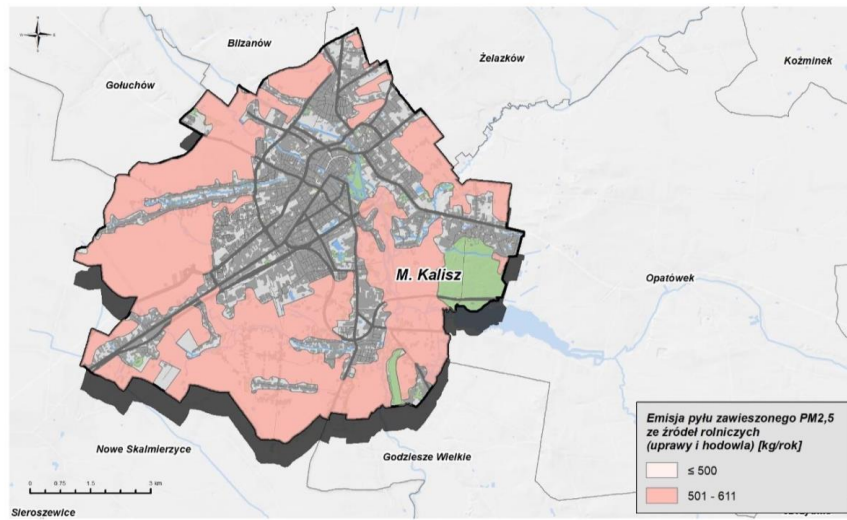 Blizanów
Żelazków
Koźminek
Gołuchów
M. Kalisz
Opatówek
Emisja pyłu zawieszonego PM2,5
ze źródeł rolniczych
(uprawy i hodowla) [kg/rok]
≤ 500
501 - 611
Nowe Skalmierzyce
Godziesze Wielkie
0 0.75 1.5 3 km
Sieroszewice